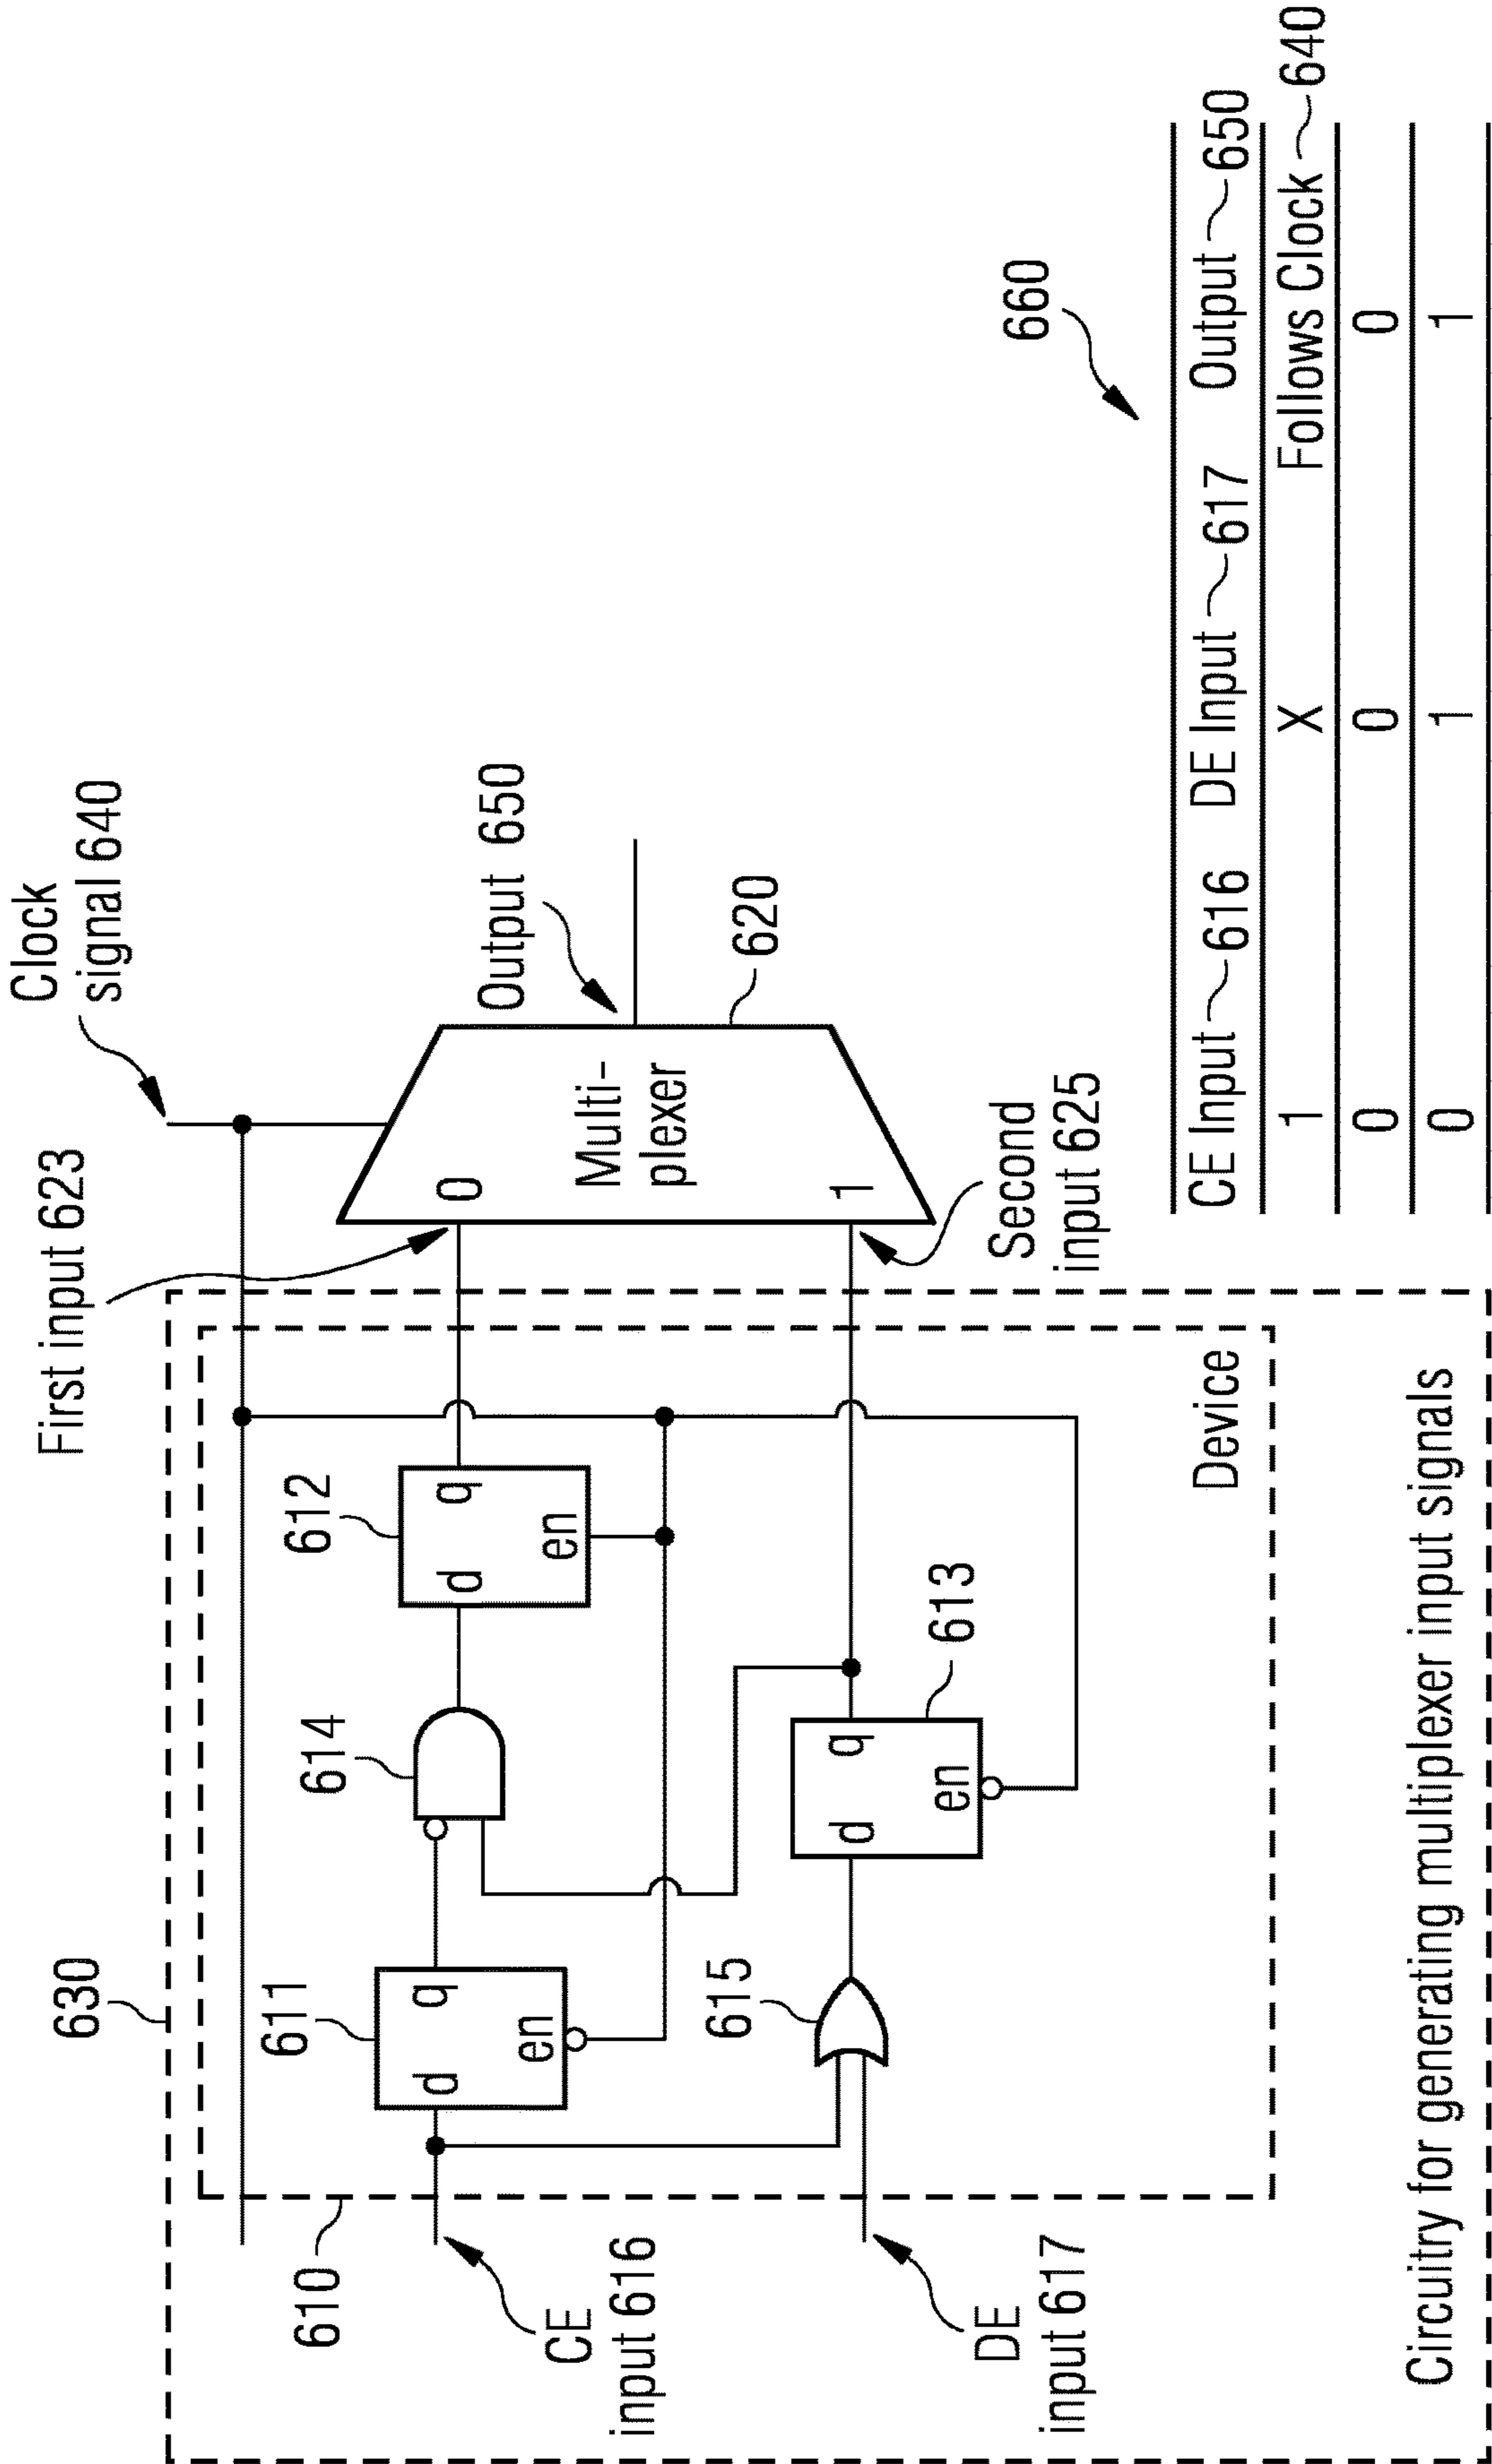 630
610
CE
input 616
DE
input 617
611
d
q
en
614
612
d
q
en
615
613
d
q
en
Device
Circuitry for generating multiplexer input signals
First input 623
Clock
signal 640
0
Multi-
plexer
1
Output 650
620
Second
input 625
660
CE Input~616 DE Input~617 Output~650
1 X Follows Clock~640
0 0 0
0 1 1